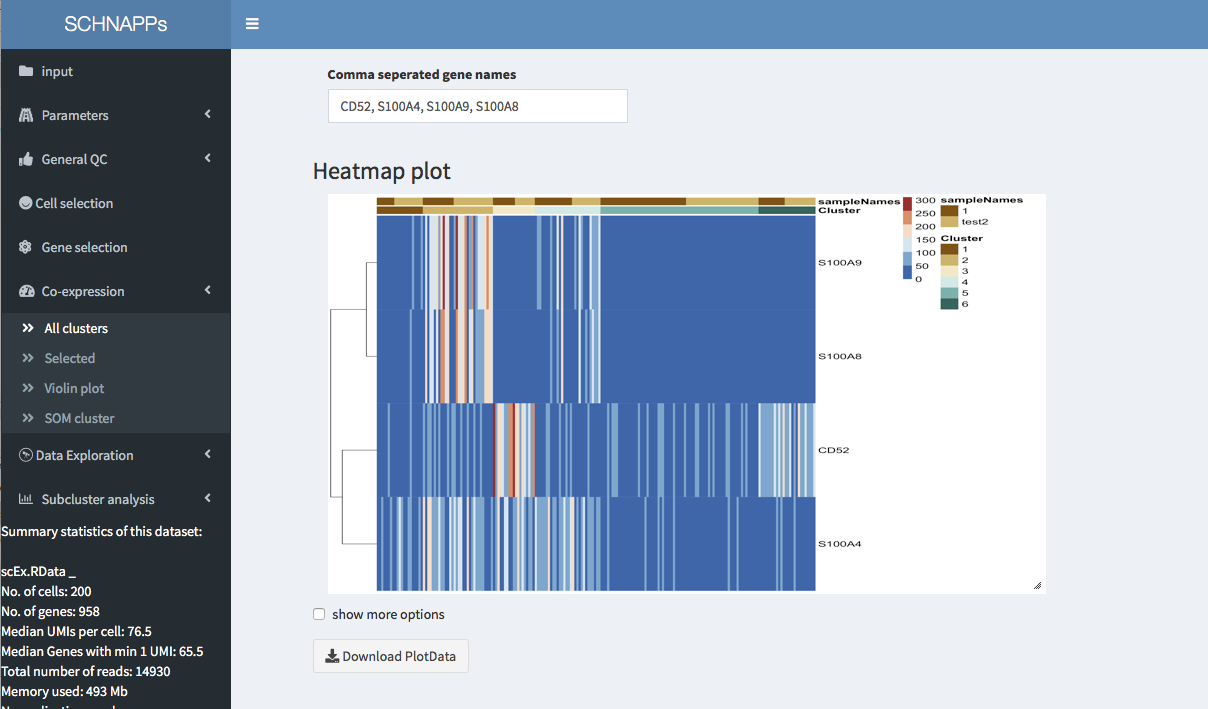 SCHNAPPs
input
Parameters
General QC
Cell selection
Gene selection
Co-expression
All clusters
Selected
Violin plot
SOM cluster
Data Exploration
Subcluster analysis
Summary statistics of this dataset:
scEx.RData _
No. of cells: 200
No. of genes: 958
Median UMIs per cell: 76.5
Median Genes with min 1 UMI: 65.5
Total number of reads: 14930
Memory used: 493 Mb
Comma seperated gene names
CD52, S100A4, S100A9, S100A8
Heatmap plot
sampleNames
Cluster
S100A9
S100A8
CD52
S100A4
300
250
200
150
100
50
0
sampleNames
1
test2
Cluster
1
2
3
4
5
6
show more options
Download PlotData